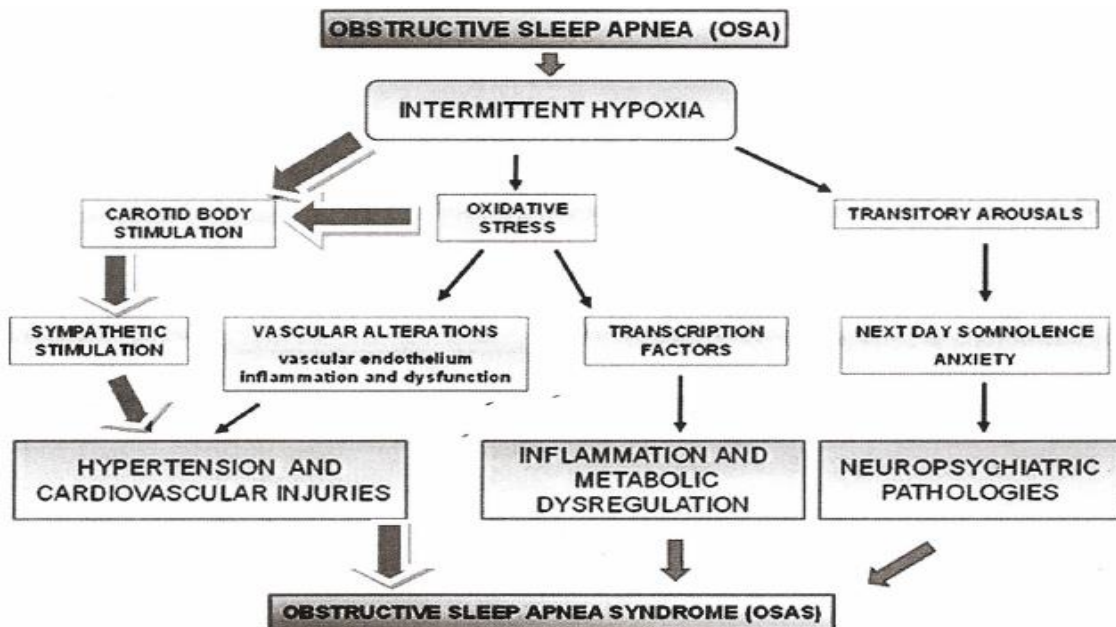 OBSTRUCTIVE SLEEP APNEA (OSA)
INTERMITTENT HYPOXIA
CAROTID BODY
STIMULATION
OXIDATIVE
STRESS
TRANSITORY AROUSALS
SYMPATHETIC
STIMULATION
VASCULAR ALTERATIONS
vascular endothelium
inflammation and dysfunction
TRANSCRIPTION
FACTORS
NEXT DAY SOMNOLENCE
ANXIETY
HYPERTENSION AND
CARDIOVASCULAR INJURIES
INFLAMMATION AND
METABOLIC
DYSREGULATION
NEUROPSYCHIATRIC
PATHOLOGIES
OBSTRUCTIVE SLEEP APNEA SYNDROME (OSAS)